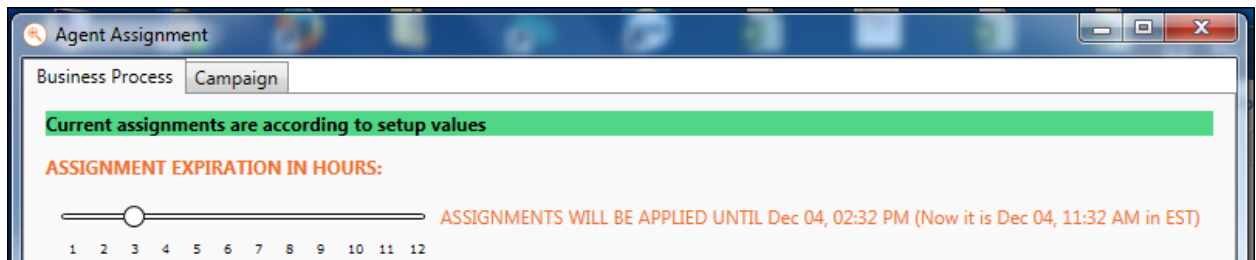 Agent Assignment
Business Process Campaign
Current assignments are according to setup values
ASSIGNMENT EXPIRATION IN HOURS:
ASSIGNMENTS WILL BE APPLIED UNTIL Dec 04, 02:32 PM (Now it is Dec 04, 11:32 AM in EST)
1 2 3 4 5 6 7 8 9 10 11 12